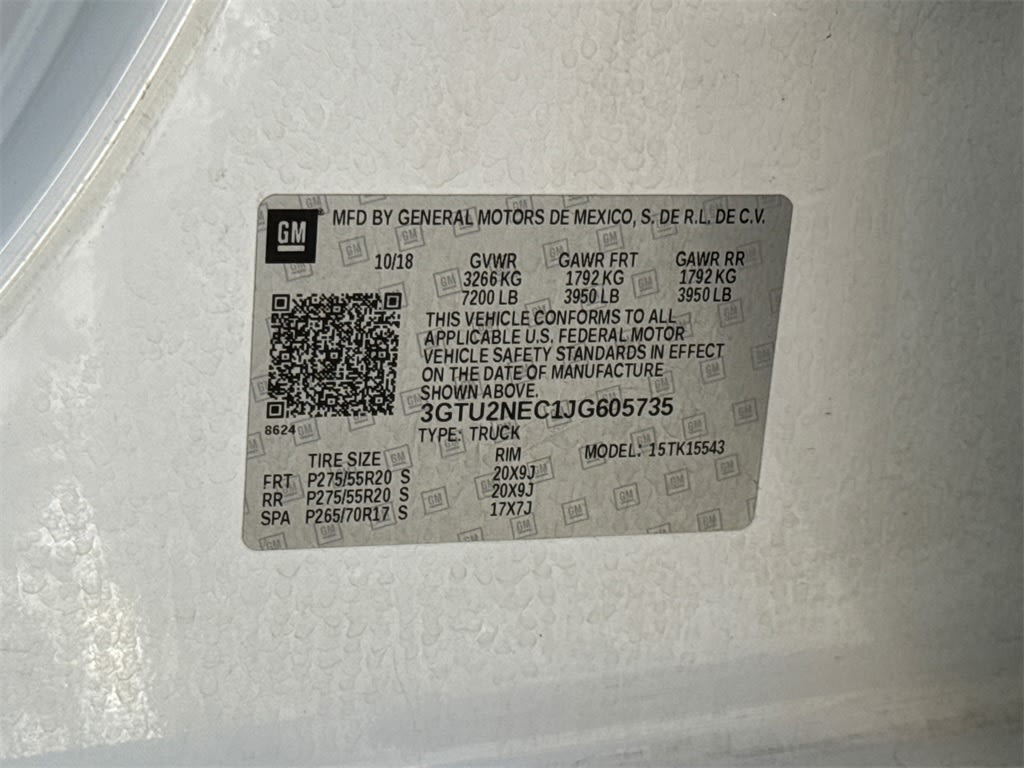 GM
MFD BY GENERAL MOTORS DE MEXICO, S. DE R.L. DE C.V.
10/18 GVWR GAWR FRT GAWR RR
3266 KG 1792 KG 1792 KG
7200 LB 3950 LB 3950 LB
THIS VEHICLE CONFORMS TO ALL
APPLICABLE U.S. FEDERAL MOTOR
VEHICLE SAFETY STANDARDS IN EFFECT
ON THE DATE OF MANUFACTURE
SHOWN ABOVE.
3GTU2NEC1JG605735
8624
TYPE: TRUCK
TIRE SIZE RIM MODEL: 15TK15543
FRT P275/55R20 S 20X9J
RR P275/55R20 S 20X9J
SPA P265/70R17 S 17X7J